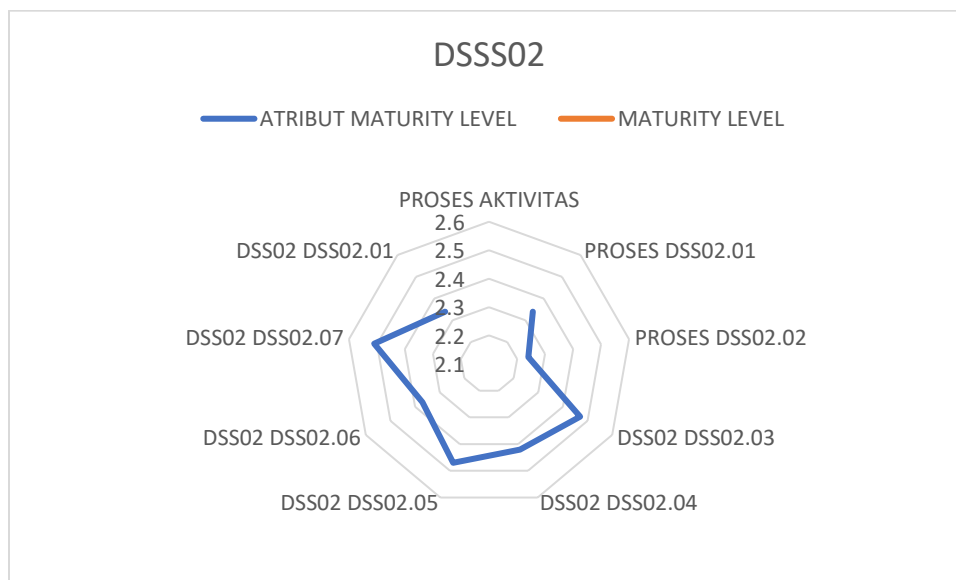 DSSS02
ATRIBUT MATURITY LEVEL MATURITY LEVEL
PROSES AKTIVITAS
2.6
DSS02 DSS02.01 PROSES DSS02.01
2.5
2.4
2.3
DSS02 DSS02.07 PROSES DSS02.02
2.2
2.1
DSS02 DSS02.06 DSS02 DSS02.03
DSS02 DSS02.05 DSS02 DSS02.04